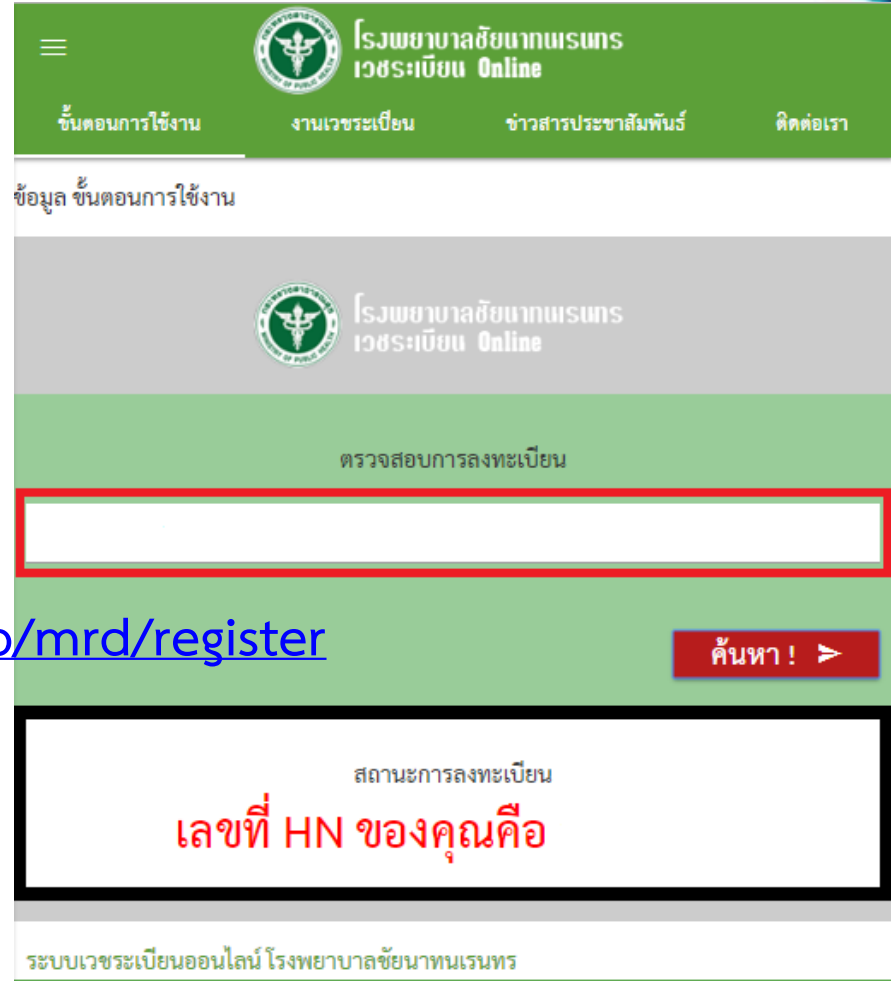 โรงพยาบาลชัยนาทนเรนทร
เวชระเบียน Online
ขั้นตอนการใช้งาน งานเวชระเบียน ข่าวสารประชาสัมพันธ์ ติดต่อเรา
ข้อมูล ขั้นตอนการใช้งาน
โรงพยาบาลชัยนาทนเรนทร
เวชระเบียน Online
ตรวจสอบการลงทะเบียน
/mrd/register
ค้นหา !
สถานะการลงทะเบียน
เลขที่ HN ของคุณคือ
ระบบเวชระเบียนออนไลน์ โรงพยาบาลชัยนาทนเรนทร